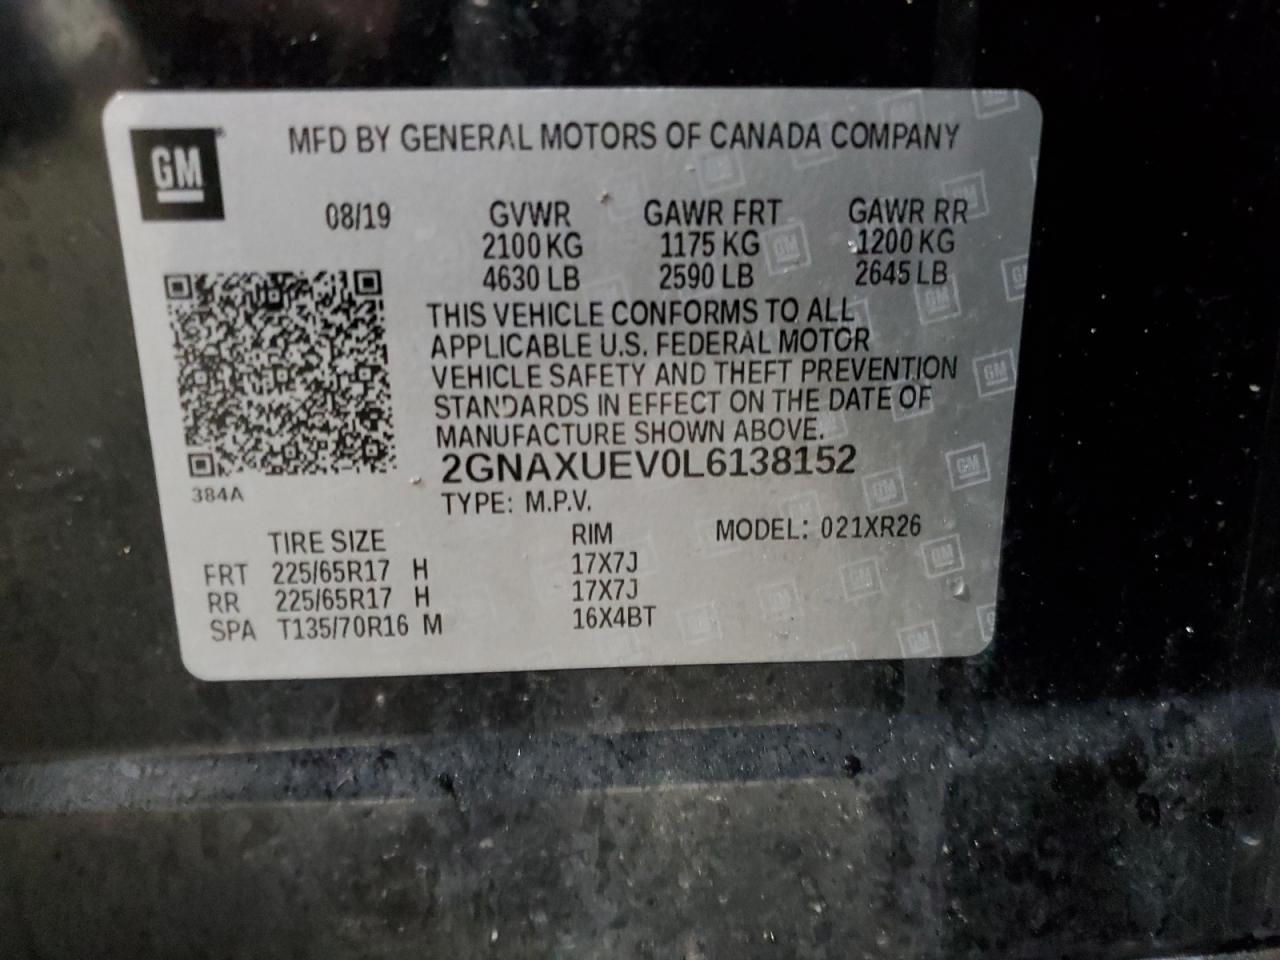 GM
MFD BY GENERAL MOTORS OF CANADA COMPANY
08/19 GVWR GAWR FRT GAWR RR
2100 KG 1175 KG 1200 KG
4630 LB 2590 LB 2645 LB
THIS VEHICLE CONFORMS TO ALL
APPLICABLE U.S. FEDERAL MOTOR
VEHICLE SAFETY AND THEFT PREVENTION
STANDARDS IN EFFECT ON THE DATE OF
MANUFACTURE SHOWN ABOVE.
2GNAXUEV0L6138152
384A
TYPE: M.P.V.
TIRE SIZE RIM MODEL: 021XR26
FRT 225/65R17 H 17X7J
RR 225/65R17 H 17X7J
SPA T135/70R16 M 16X4BT